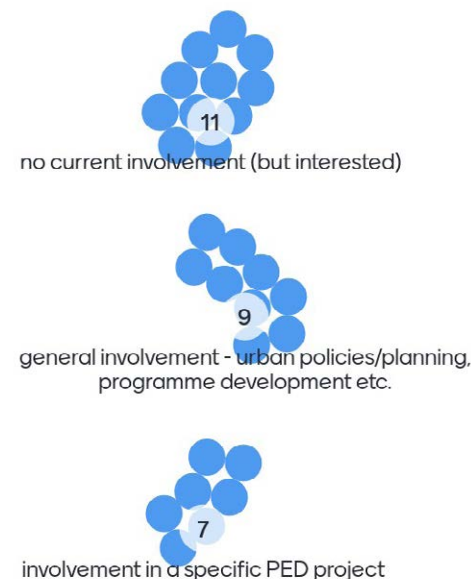 11
no current involvement (but interested)
9
general involvement - urban policies/planning,
programme development etc.
7
involvement in a specific PED project